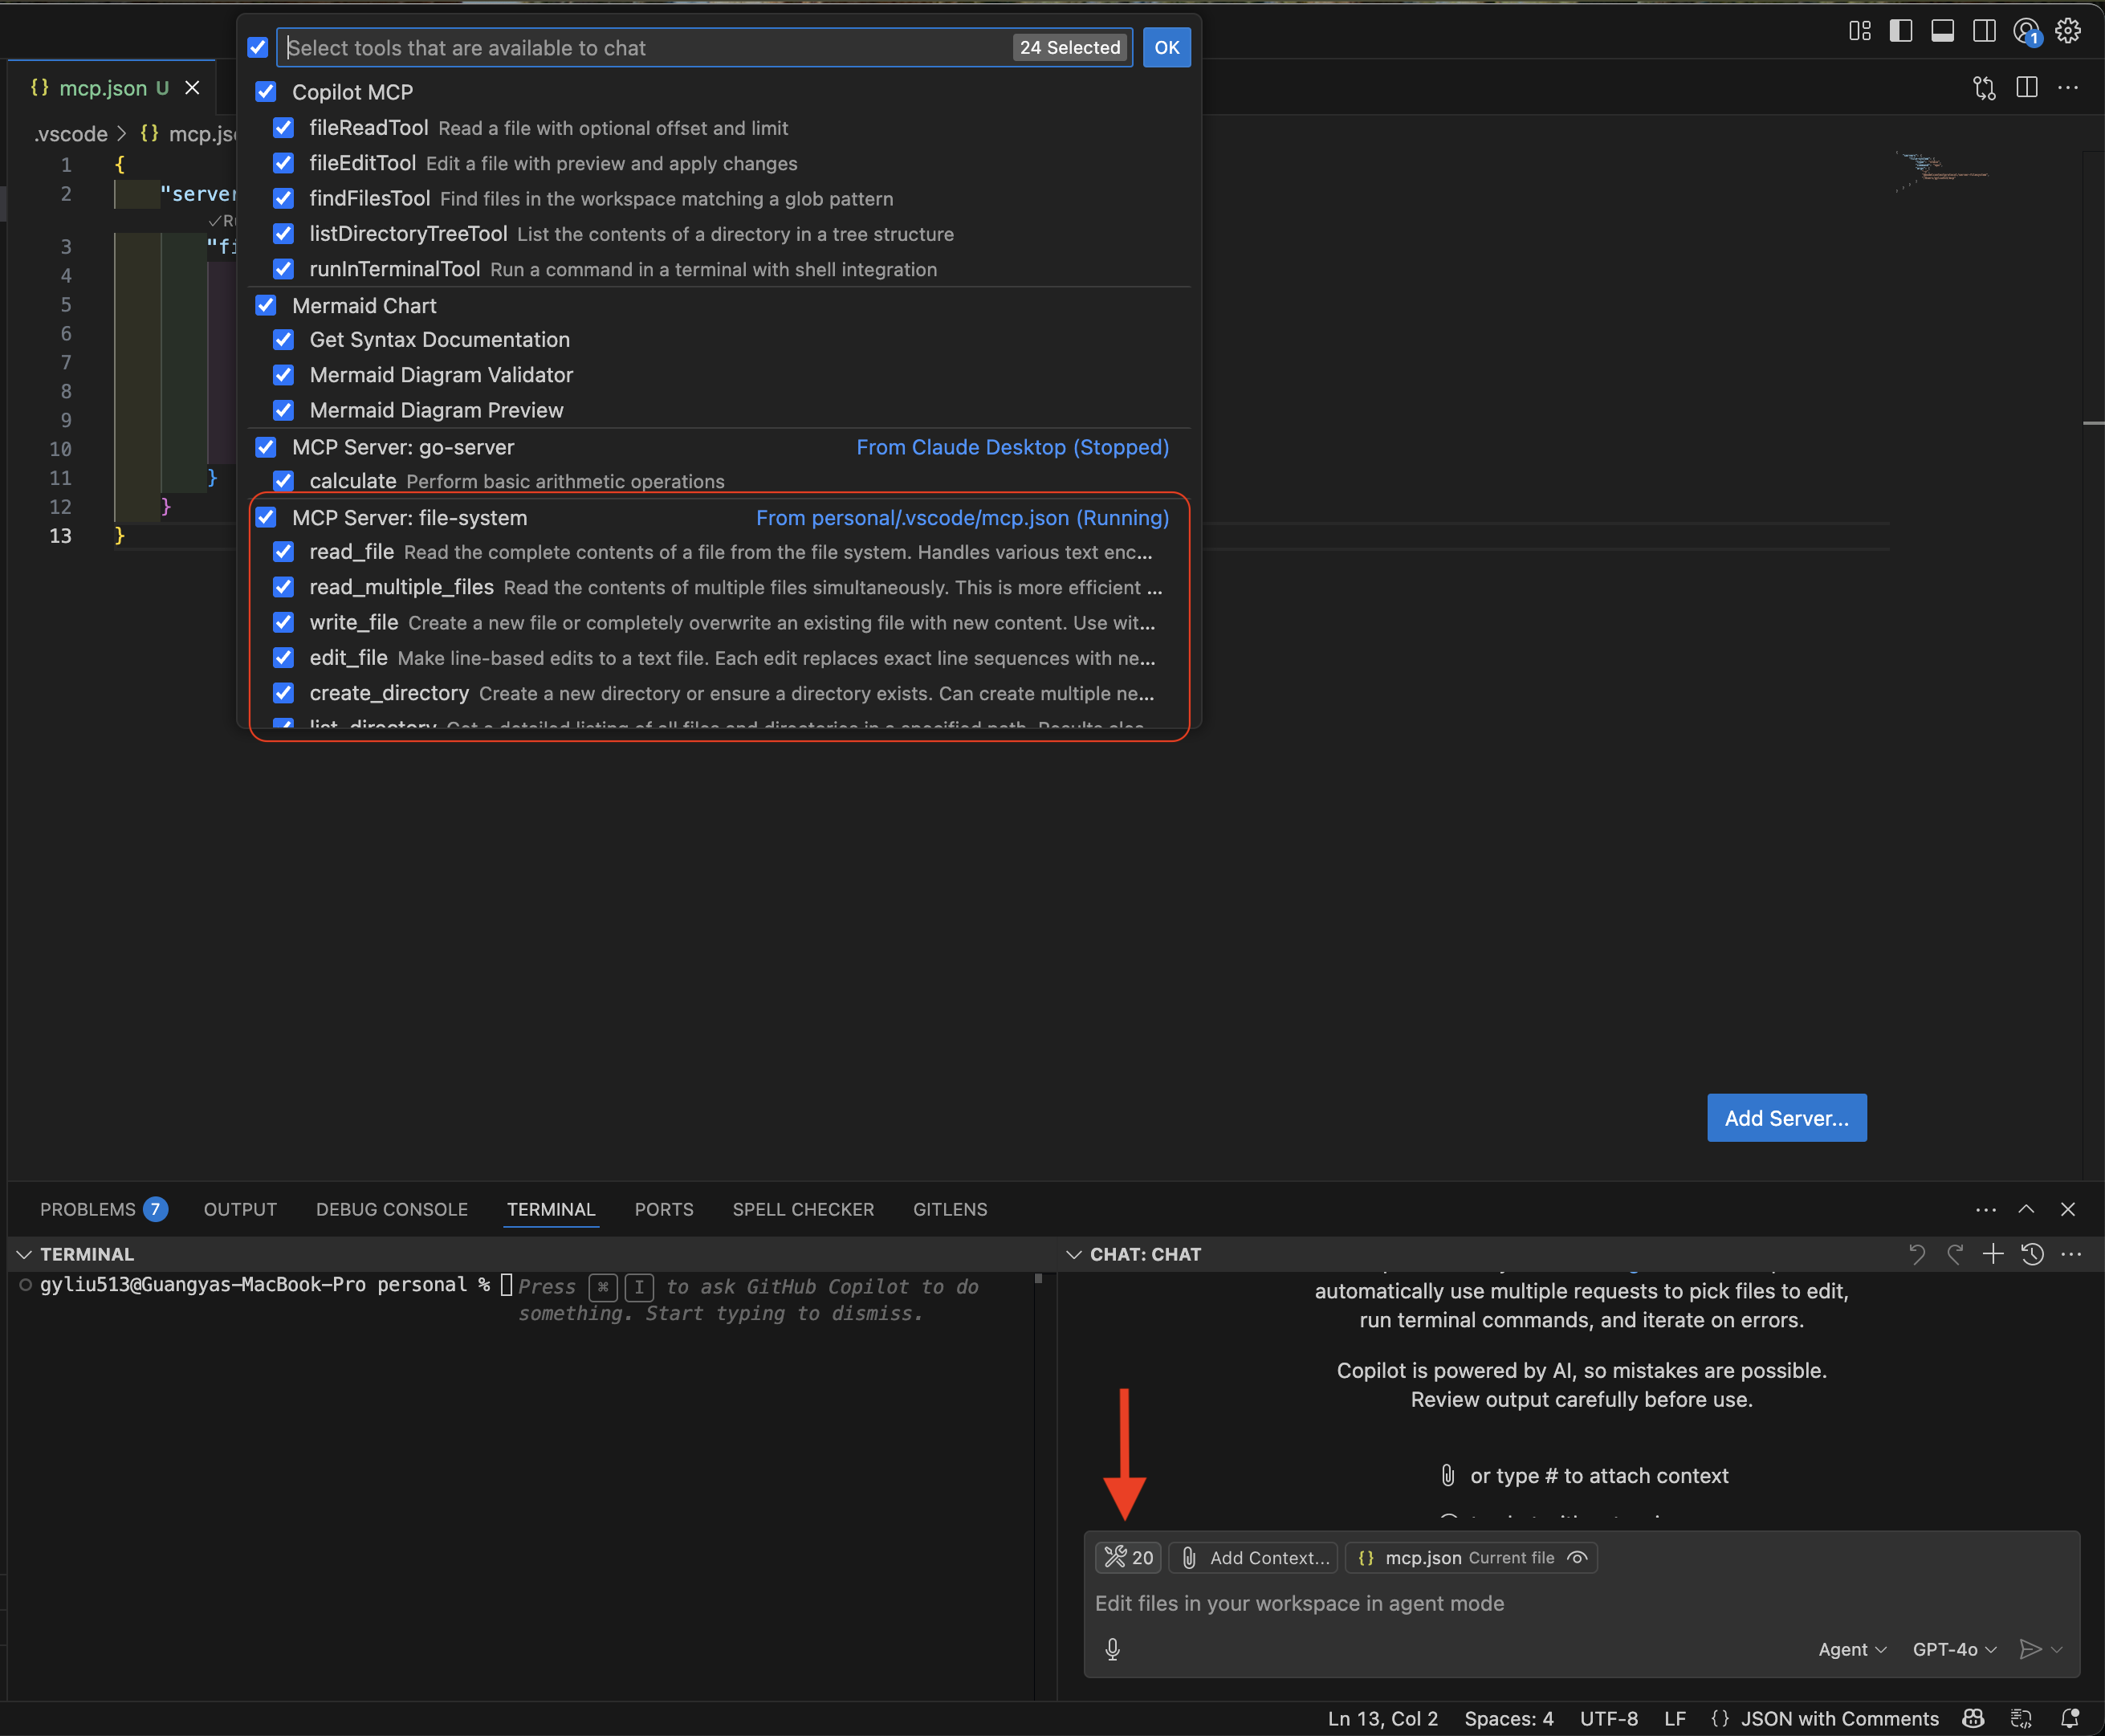 Select tools that are available to chat 24 Selected OK
Copilot MCP
fileReadTool Read a file with optional offset and limit
fileEditTool Edit a file with preview and apply changes
findFilesTool Find files in the workspace matching a glob pattern
listDirectoryTreeTool List the contents of a directory in a tree structure
runInTerminalTool Run a command in a terminal with shell integration
Mermaid Chart
Get Syntax Documentation
Mermaid Diagram Validator
Mermaid Diagram Preview
MCP Server: go-server From Claude Desktop (Stopped)
calculate Perform basic arithmetic operations
MCP Server: file-system From personal/.vscode/mcp.json (Running)
read_file Read the complete contents of a file from the file system. Handles various text enc...
read_multiple_files Read the contents of multiple files simultaneously. This is more efficient ...
write_file Create a new file or completely overwrite an existing file with new content. Use wit...
edit_file Make line-based edits to a text file. Each edit replaces exact line sequences with ne...
create_directory Create a new directory or ensure a directory exists. Can create multiple ne...
list_directory Get a detailed listing of all files and directories in a specified path. Results
1
{} mcp.json U
.vscode > {} mcp.js
1 {
2 "server
✓R
3 "fi
4
5
6
7
8
9
10
11 }
12 }
13 }
Add Server...
PROBLEMS 7 OUTPUT DEBUG CONSOLE TERMINAL PORTS SPELL CHECKER GITLENS
TERMINAL
gyliu513@Guangyas-MacBook-Pro personal % Press ⌘ I to ask GitHub Copilot to do
something. Start typing to dismiss.
CHAT: CHAT
automatically use multiple requests to pick files to edit,
run terminal commands, and iterate on errors.
Copilot is powered by AI, so mistakes are possible.
Review output carefully before use.
or type # to attach context
20 Add Context... {} mcp.json Current file
Edit files in your workspace in agent mode
Agent GPT-4o
Ln 13, Col 2 Spaces: 4 UTF-8 LF {} JSON with Comments